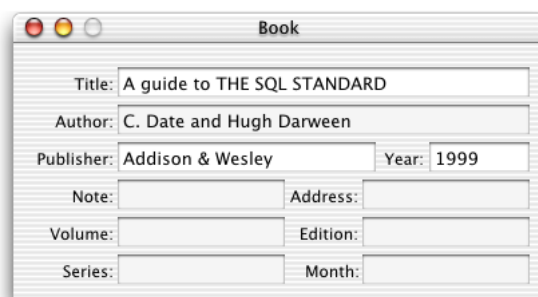 Book
Title: A guide to THE SQL STANDARD
Author: C. Date and Hugh Darween
Publisher: Addison & Wesley Year: 1999
Note: Address:
Volume: Edition:
Series: Month: